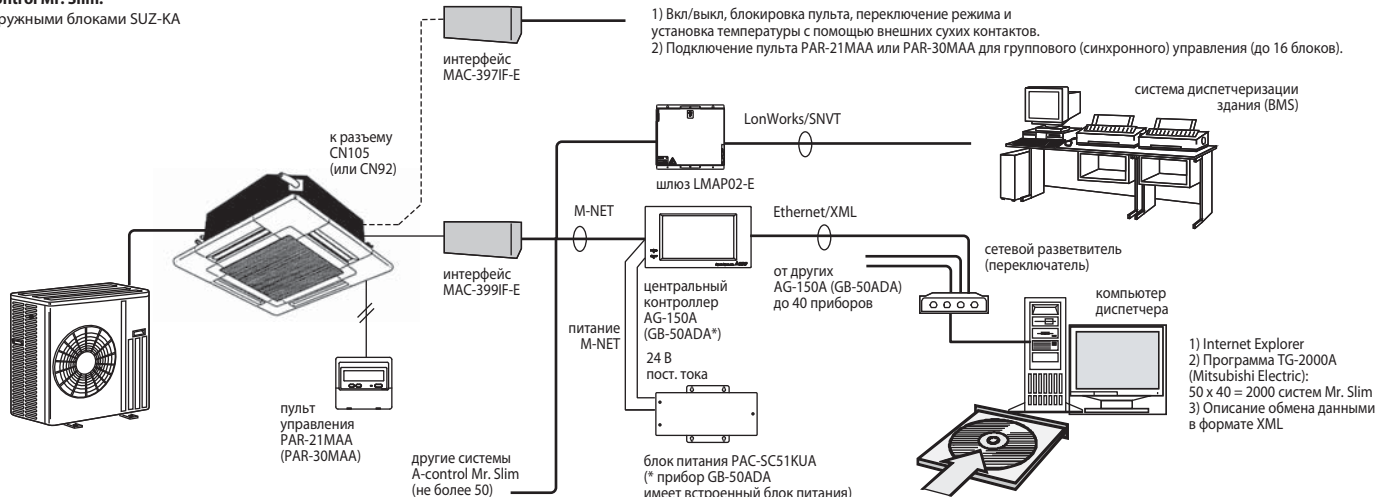 ontrol Mr. Slim.
ружными блоками SUZ-KA
1) Вкл/выкл, блокировка пульта, переключение режима и
установка температуры с помощью внешних сухих контактов.
2) Подключение пульта PAR-21MAA или PAR-30MAA для группового (синхронного) управления (до 16 блоков).
интерфейс
MAC-397IF-E
к разъему
CN105
(или CN92)
LonWorks/SNVT
шлюз LMAP02-E
система диспетчеризации
здания (BMS)
интерфейс
MAC-399IF-E
M-NET
Ethernet/XML
центральный
контроллер
AG-150A
(GB-50ADA*)
питание
M-NET
24 В
пост. тока
от других
AG-150A (GB-50ADA)
до 40 приборов
сетевой разветвитель
(переключатель)
компьютер
диспетчера
1) Internet Explorer
2) Программа TG-2000A
(Mitsubishi Electric):
50 x 40 = 2000 систем Mr. Slim
3) Описание обмена данными
в формате XML
пульт
управления
PAR-21MAA
(PAR-30MAA)
другие системы
A-control Mr. Slim
(не более 50)
блок питания PAC-SC51KUA
(* прибор GB-50ADA
имеет встроенный блок питания)